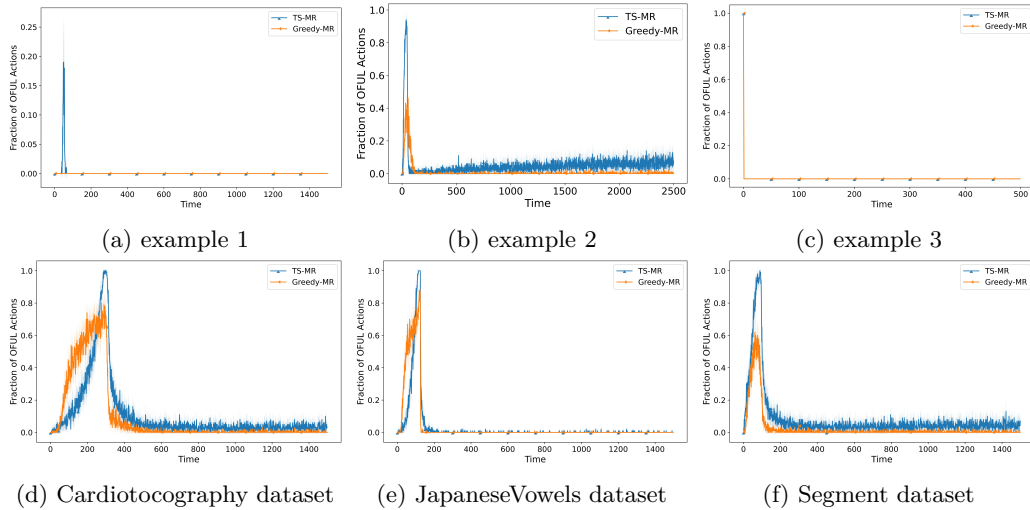 Fraction of OFUL Actions
0.25
0.20
0.15
0.10
0.05
0.00
0 200 400 600 800 1000 1200 1400
Time
TS-MR
Greedy-MR
(a) example 1
Fraction of OFUL Actions
1.0
0.8
0.6
0.4
0.2
0.0
0 500 1000 1500 2000 2500
Time
TS-MR
Greedy-MR
(b) example 2
Fraction of OFUL Actions
1.0
0.8
0.6
0.4
0.2
0.0
0 100 200 300 400 500
Time
TS-MR
Greedy-MR
(c) example 3
Fraction of OFUL Actions
1.0
0.8
0.6
0.4
0.2
0.0
0 200 400 600 800 1000 1200 1400
Time
TS-MR
Greedy-MR
(d) Cardiotocography dataset
Fraction of OFUL Actions
1.0
0.8
0.6
0.4
0.2
0.0
0 200 400 600 800 1000 1200 1400
Time
TS-MR
Greedy-MR
(e) JapaneseVowels dataset
Fraction of OFUL Actions
1.0
0.8
0.6
0.4
0.2
0.0
0 200 400 600 800 1000 1200 1400
Time
TS-MR
Greedy-MR
(f) Segment dataset